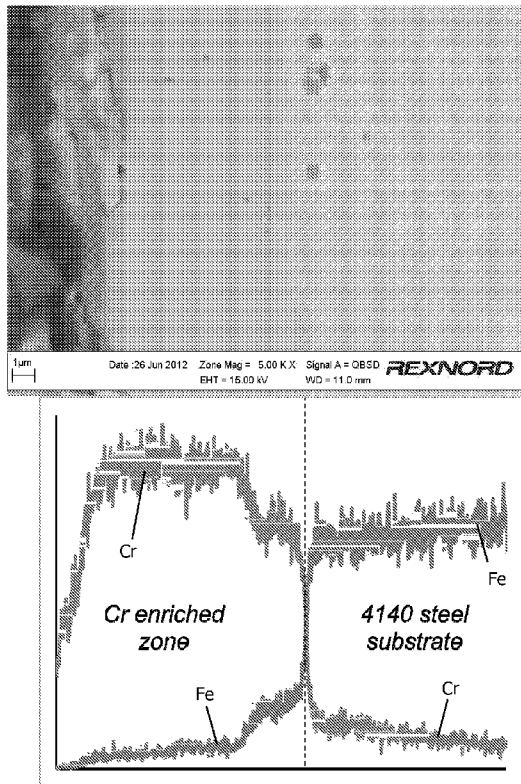 1µm
Date :26 Jun 2012 Zone Mag = 5.00 K X Signal A = QBSD REXNORD
EHT = 15.00 kV WD = 11.0 mm
Cr
Fe
Cr enriched
zone
4140 steel
substrate
Fe
Cr